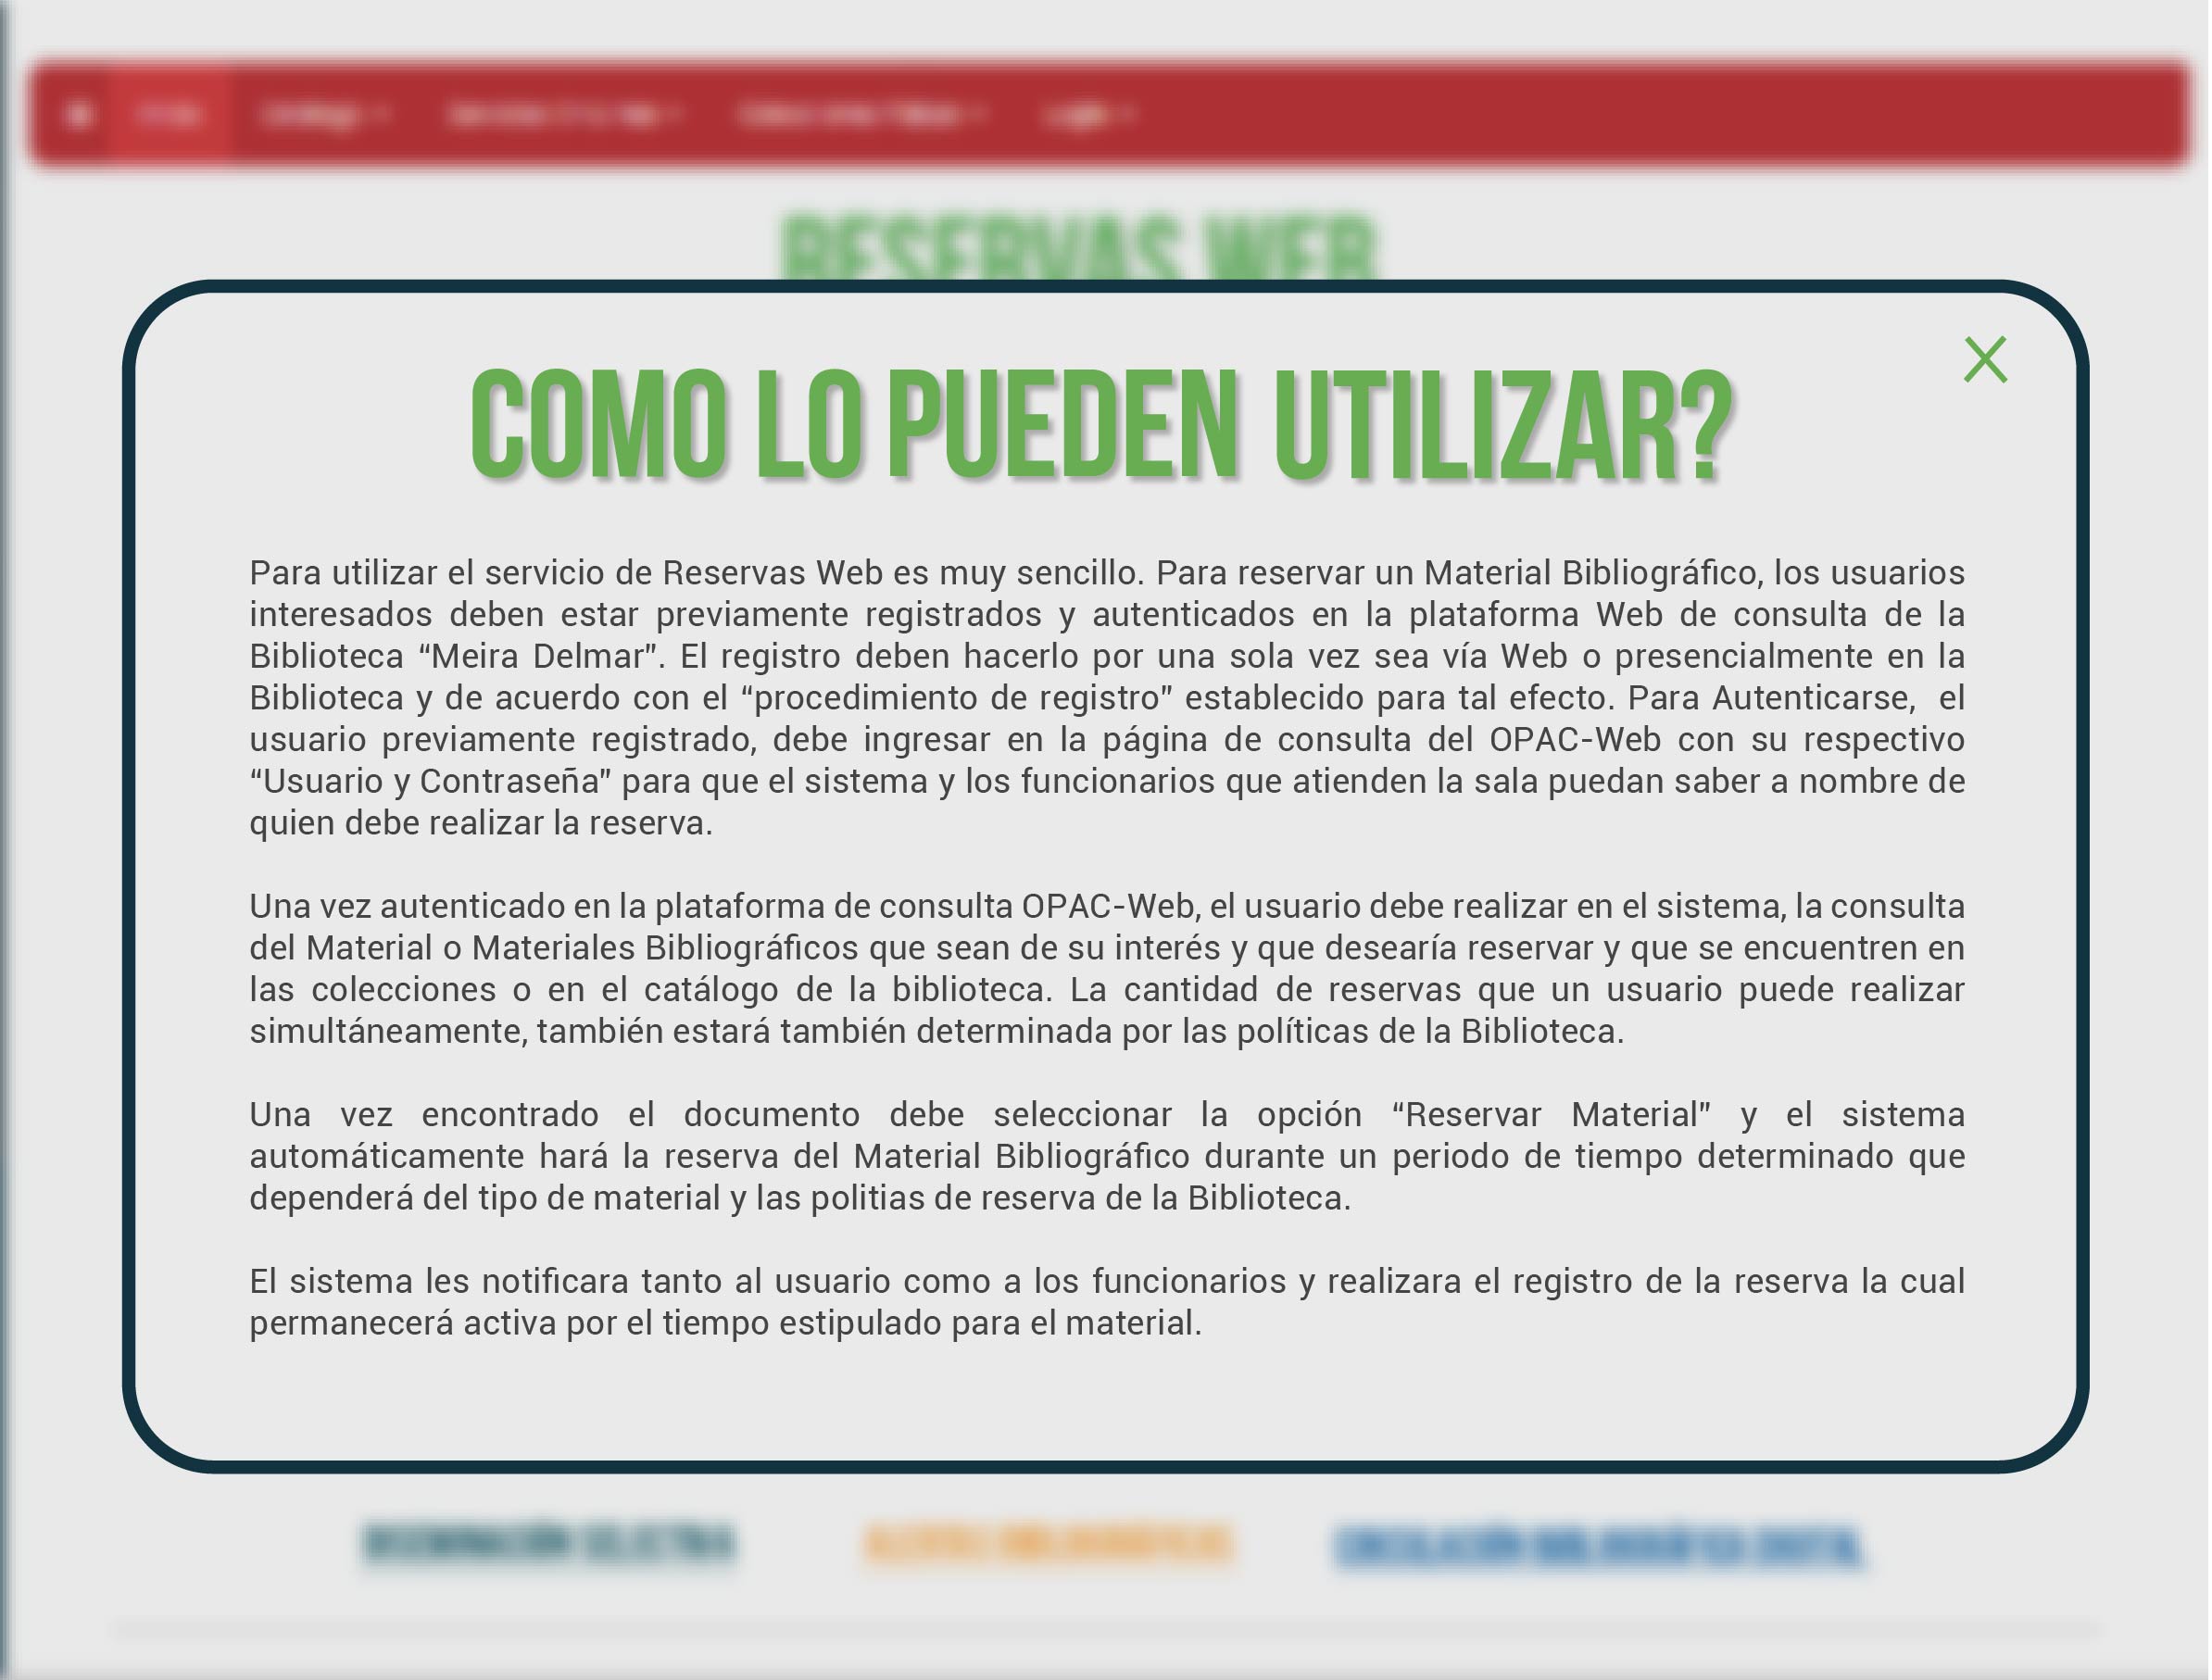 RESERVAS WEB
COMO LO PUEDEN UTILIZAR?
Para utilizar el servicio de Reservas Web es muy sencillo. Para reservar un Material Bibliográfico, los usuarios
interesados deben estar previamente registrados y autenticados en la plataforma Web de consulta de la
Biblioteca “Meira Delmar”. El registro deben hacerlo por una sola vez sea vía Web o presencialmente en la
Biblioteca y de acuerdo con el “procedimiento de registro” establecido para tal efecto. Para Autenticarse, el
usuario previamente registrado, debe ingresar en la página de consulta del OPAC-Web con su respectivo
“Usuario y Contraseña” para que el sistema y los funcionarios que atienden la sala puedan saber a nombre de
quien debe realizar la reserva.
Una vez autenticado en la plataforma de consulta OPAC-Web, el usuario debe realizar en el sistema, la consulta
del Material o Materiales Bibliográficos que sean de su interés y que desearía reservar y que se encuentren en
las colecciones o en el catálogo de la biblioteca. La cantidad de reservas que un usuario puede realizar
simultáneamente, también estará también determinada por las políticas de la Biblioteca.
Una vez encontrado el documento debe seleccionar la opción “Reservar Material” y el sistema
automáticamente hará la reserva del Material Bibliográfico durante un periodo de tiempo determinado que
dependerá del tipo de material y las politias de reserva de la Biblioteca.
El sistema les notificara tanto al usuario como a los funcionarios y realizara el registro de la reserva la cual
permanecerá activa por el tiempo estipulado para el material.